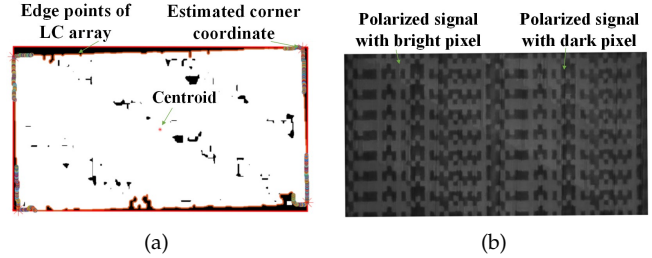 Edge points of
LC array
Estimated corner
coordinate
Centroid
(a)
Polarized signal
with bright pixel
Polarized signal
with dark pixel
(b)